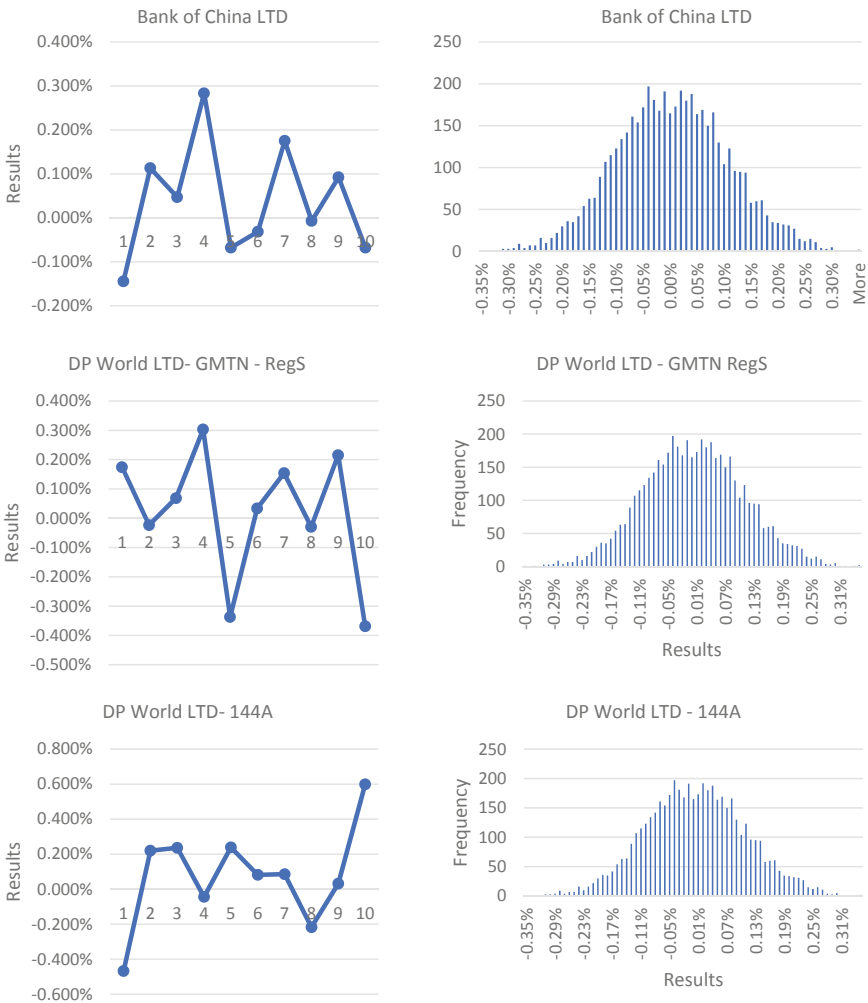 Bank of China LTD
0.400%
0.300%
0.200%
0.100%
0.000%
-0.100%
-0.200%
Results
1 2 3 4 5 6 7 8 9 10
Bank of China LTD
250
200
150
100
50
0
-0.35% -0.30% -0.25% -0.20% -0.15% -0.10% -0.05% 0.00% 0.05% 0.10% 0.15% 0.20% 0.25% 0.30% More
DP World LTD- GMTN - RegS
0.400%
0.300%
0.200%
0.100%
0.000%
-0.100%
-0.200%
-0.300%
-0.400%
-0.500%
Results
1 2 3 4 5 6 7 8 9 10
DP World LTD - GMTN RegS
250
200
150
100
50
0
Frequency
-0.35% -0.29% -0.23% -0.17% -0.11% -0.05% 0.01% 0.07% 0.13% 0.19% 0.25% 0.31%
Results
DP World LTD- 144A
0.800%
0.600%
0.400%
0.200%
0.000%
-0.200%
-0.400%
-0.600%
Results
1 2 3 4 5 6 7 8 9 10
DP World LTD - 144A
250
200
150
100
50
0
Frequency
-0.35% -0.29% -0.23% -0.17% -0.11% -0.05% 0.01% 0.07% 0.13% 0.19% 0.25% 0.31%
Results